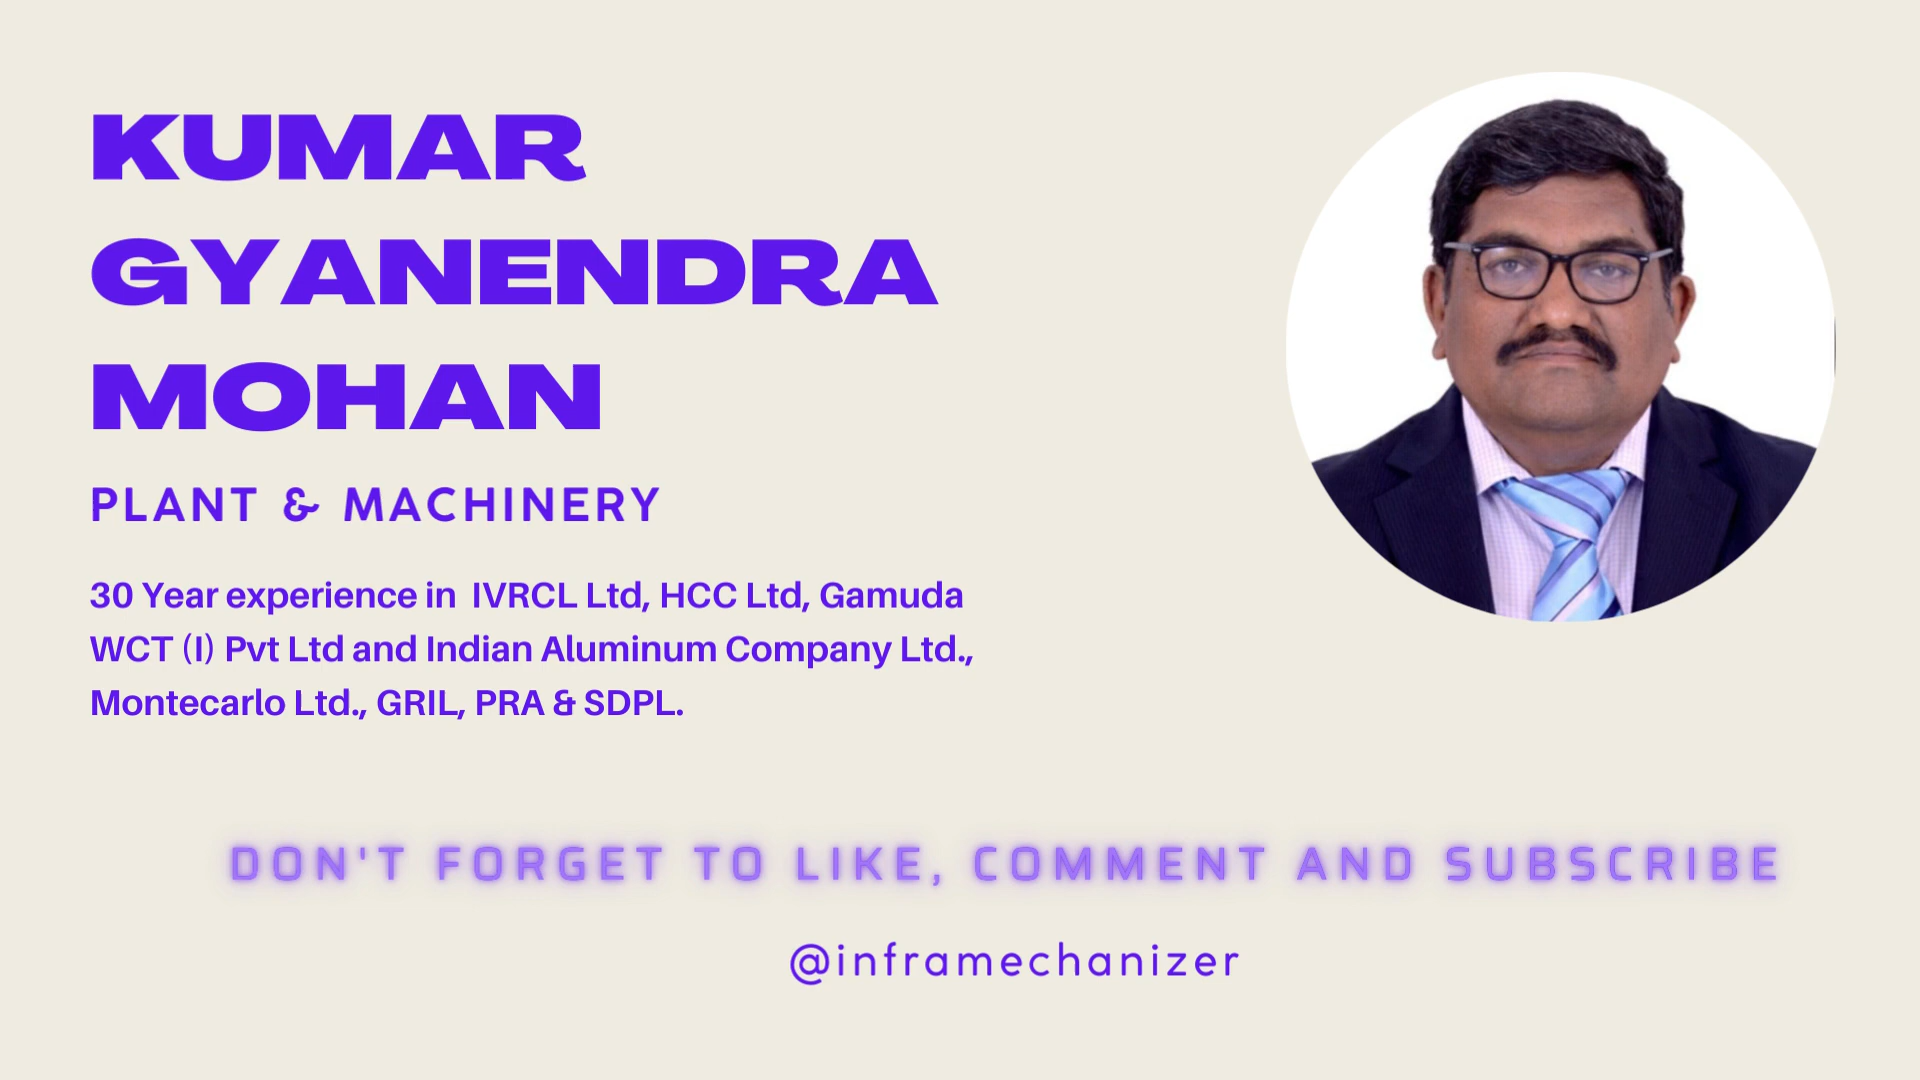 KUMAR
GYANENDRA
MOHAN
PLANT & MACHINERY
30 Year experience in IVRCL Ltd, HCC Ltd, Gamuda
WCT (I) Pvt Ltd and Indian Aluminum Company Ltd.,
Montecarlo Ltd., GRIL, PRA & SDPL.
DON'T FORGET TO LIKE, COMMENT AND SUBSCRIBE
@inframechanizer